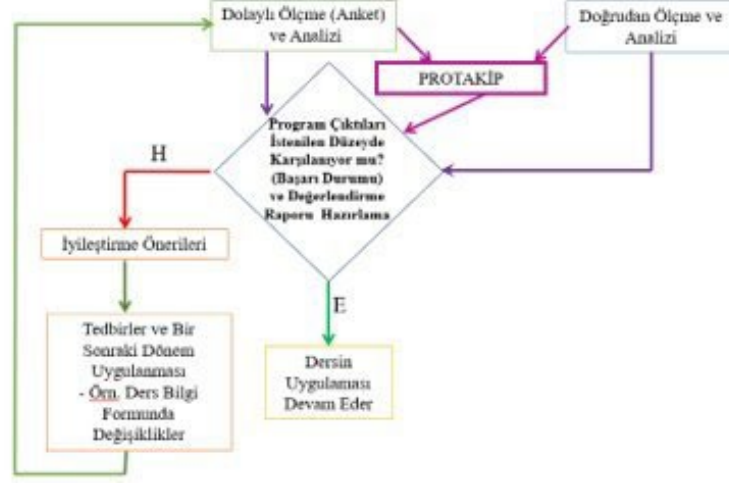 Dolaylı Ölçme (Anket)
ve Analizi
Doğrudan Ölçme ve
Analizi
PROTAKİP
Program Çıktıları
İstenilen Düzeyde
Karşılanıyor mu?
(Başarı Durumu)
ve Değerlendirme
Raporu Hazırlama
H
İyileştirme Önerileri
E
Tedbirler ve Bir
Sonraki Dönem
Uygulanması
- Örn. Ders Bilgi
Formunda
Değişiklikler
Dersin
Uygulaması
Devam Eder